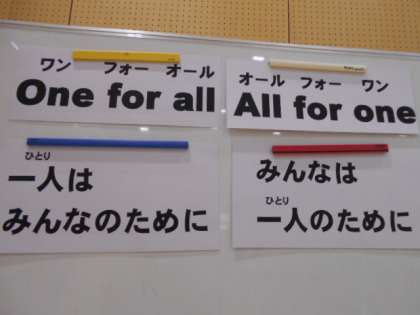 ワン フォー オール
One for all
オール フォー ワン
All for one
ひとり
一人は
みんなのために
みんなは
ひとり
一人のために